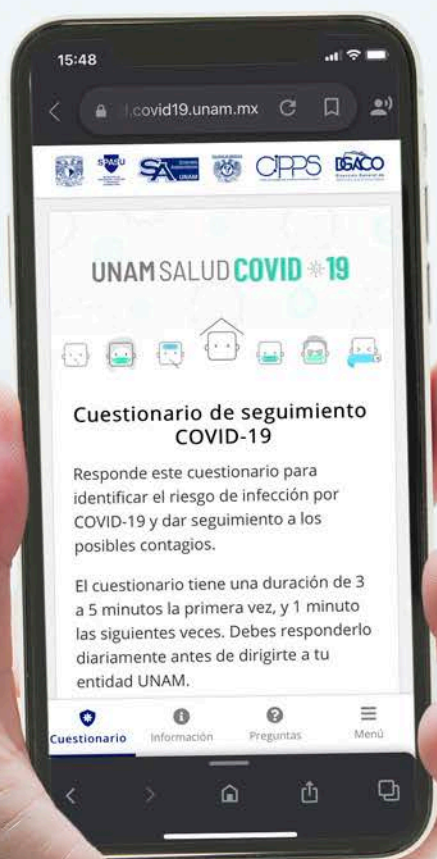 15:48
.covid19.unam.mx
SPASU
SA UNAM
CIPPS
DGACO
UNAM SALUD COVID 19
Cuestionario de seguimiento
COVID-19
Responde este cuestionario para
identificar el riesgo de infección por
COVID-19 y dar seguimiento a los
posibles contagios.
El cuestionario tiene una duración de 3
a 5 minutos la primera vez, y 1 minuto
las siguientes veces. Debes responderlo
diariamente antes de dirigirte a tu
entidad UNAM.
Cuestionario Información Preguntas Menú